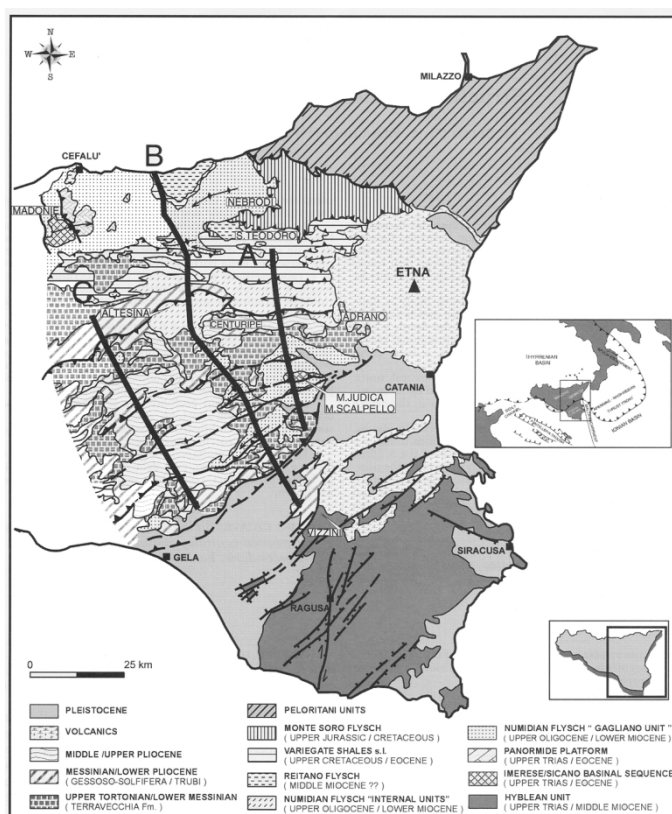 N
W E
S
MILAZZO
CEFALU'
B
NEBRODI
MADONIE
S.TEODORO
A
ETNA
C
ALTESINA
ADRANO
CENTURIPE
CATANIA
M.JUDICA
M.SCALPELLO
THYRRENIAN
BASIN
IONIAN BASIN
VIZZINI
GELA
SIRACUSA
RAGUSA
0 25 km
PLEISTOCENE
VOLCANICS
MIDDLE /UPPER PLIOCENE
MESSINIAN/LOWER PLIOCENE
( GESSOSO-SOLFIFERA / TRUBI )
UPPER TORTONIAN/LOWER MESSINIAN
( TERRAVECCHIA Fm. )
PELORITANI UNITS
MONTE SORO FLYSCH
( UPPER JURASSIC / CRETACEOUS )
VARIEGATE SHALES s.l.
( UPPER CRETACEOUS / EOCENE )
REITANO FLYSCH
( MIDDLE MIOCENE ?? )
NUMIDIAN FLYSCH "INTERNAL UNITS"
( UPPER OLIGOCENE / LOWER MIOCENE )
NUMIDIAN FLYSCH " GAGLIANO UNIT "
( UPPER OLIGOCENE / LOWER MIOCENE )
PANORMIDE PLATFORM
( UPPER TRIAS / EOCENE )
IMERESE/SICANO BASINAL SEQUENCE
( UPPER TRIAS / EOCENE )
HYBLEAN UNIT
( UPPER TRIAS / MIDDLE MIOCENE )